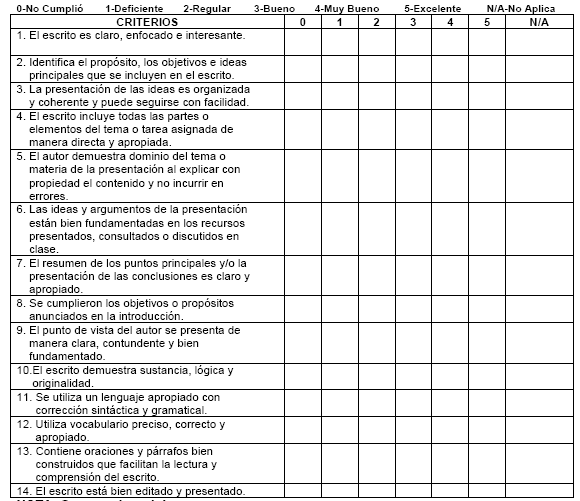 0-No Cumplió 1-Deficiente 2-Regular 3-Bueno 4-Muy Bueno 5-Excelente N/A-No Aplica
CRITERIOS 0 1 2 3 4 5 N/A
1. El escrito es claro, enfocado e interesante.
2. Identifica el propósito, los objetivos e ideas
principales que se incluyen en el escrito.
3. La presentación de las ideas es organizada
y coherente y puede seguirse con facilidad.
4. El escrito incluye todas las partes o
elementos del tema o tarea asignada de
manera directa y apropiada.
5. El autor demuestra dominio del tema o
materia de la presentación al explicar con
propiedad el contenido y no incurrir en
errores.
6. Las ideas y argumentos de la presentación
están bien fundamentadas en los recursos
presentados, consultados o discutidos en
clase.
7. El resumen de los puntos principales y/o la
presentación de las conclusiones es claro y
apropiado.
8. Se cumplieron los objetivos o propósitos
anunciados en la introducción.
9. El punto de vista del autor se presenta de
manera clara, contundente y bien
fundamentado.
10.El escrito demuestra sustancia, lógica y
originalidad.
11. Se utiliza un lenguaje apropiado con
corrección sintáctica y gramatical.
12. Utiliza vocabulario preciso, correcto y
apropiado.
13. Contiene oraciones y párrafos bien
construidos que facilitan la lectura y
comprensión del escrito.
14. El escrito está bien editado y presentado.